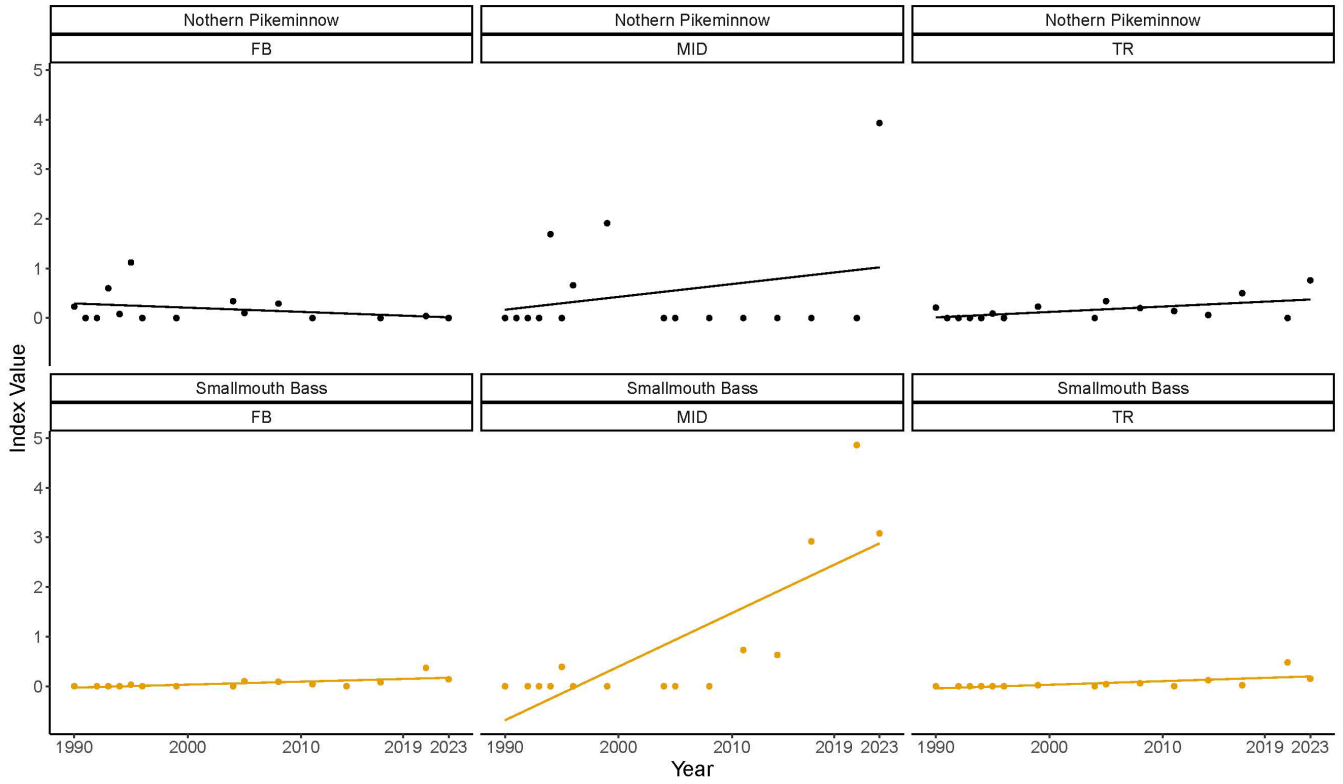 Nothern Pikeminnow Nothern Pikeminnow Nothern Pikeminnow
FB MID TR
5
4
3
2
1
0
Index Value
Smallmouth Bass Smallmouth Bass Smallmouth Bass
FB MID TR
5
4
3
2
1
0
1990 2000 2010 2019 2023 1990 2000 2010 2019 2023 1990 2000 2010 2019 2023
Year